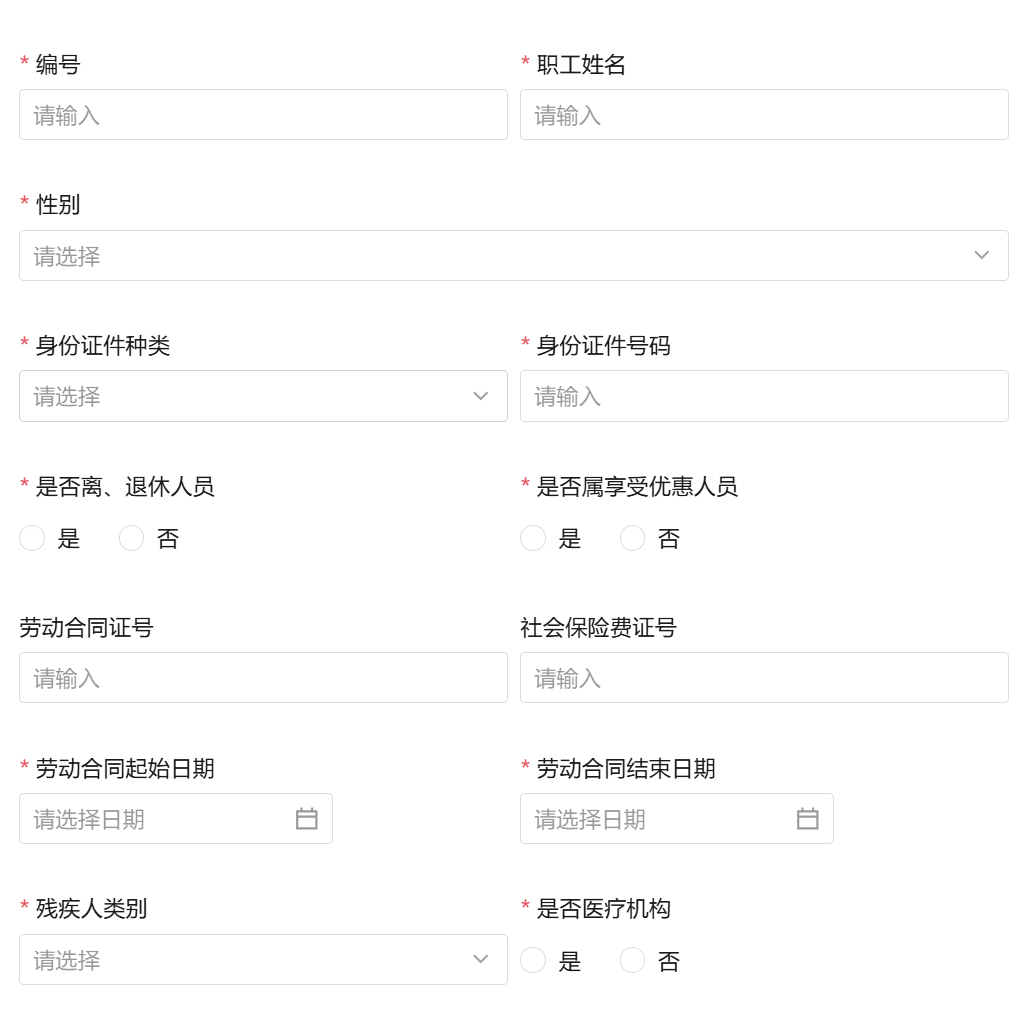 * 编号
* 职工姓名
请输入
请输入
* 性别
请选择
* 身份证件种类
* 身份证件号码
请选择
请输入
* 是否离、退休人员
* 是否属享受优惠人员
是 否
是 否
劳动合同证号
社会保险费证号
请输入
请输入
* 劳动合同起始日期
* 劳动合同结束日期
请选择日期
请选择日期
* 残疾人类别
* 是否医疗机构
请选择
是 否